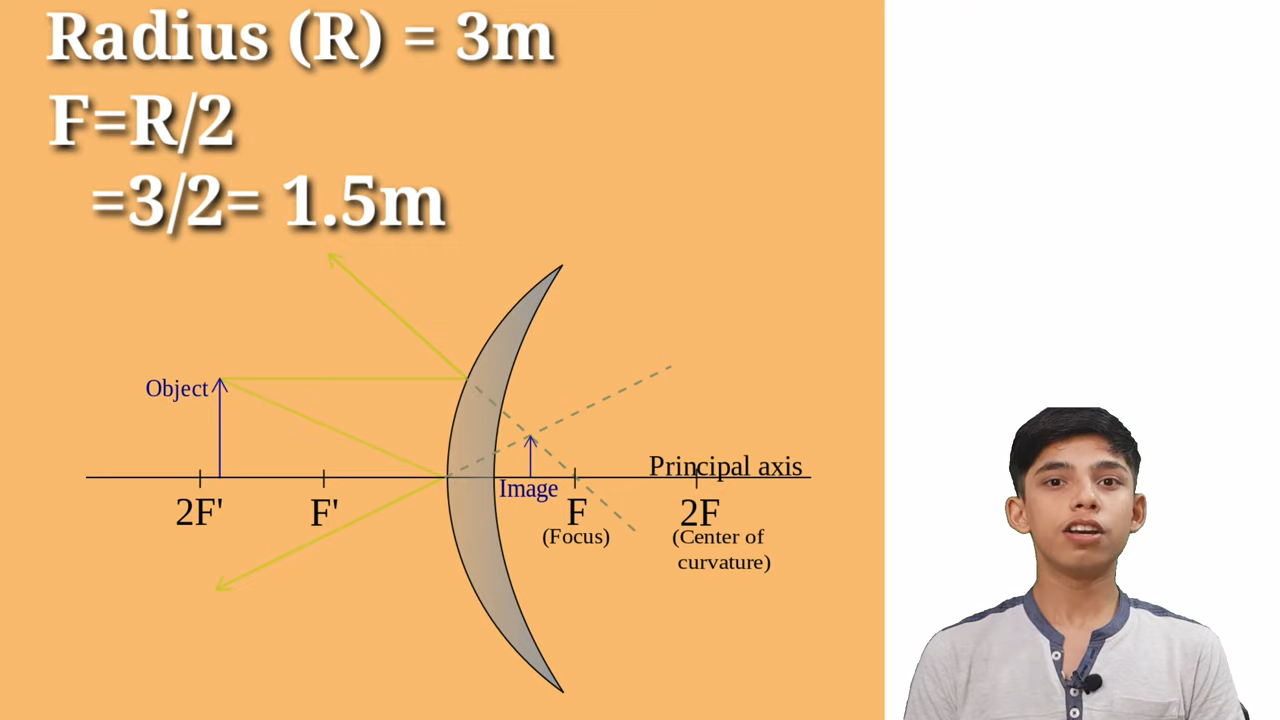 Radius (R) = 3m
F=R/2
=3/2= 1.5m
Object
Principal axis
Image
2F'
F'
F
2F
(Focus)
(Center of
curvature)